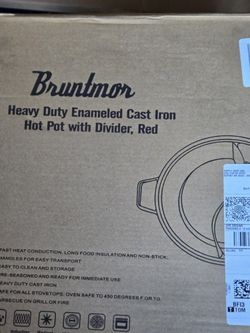 Bruntmor
Heavy Duty Enameled Cast Iron
Hot Pot with Divider, Red
FAST HEAT CONDUCTION, LONG FOOD INSULATION AND NON-STICK.
HANDLES FOR EASY TRANSPORT
EASY TO CLEAN AND STORAGE
PRE-SEASONED AND READY FOR IMMEDIATE USE
HEAVY DUTY CAST IRON
SAFE FOR ALL STOVETOPS: OVEN SAFE TO 450 DEGREES F OR TO
BARBECUE ON GRILL OR FIRE
BFI3